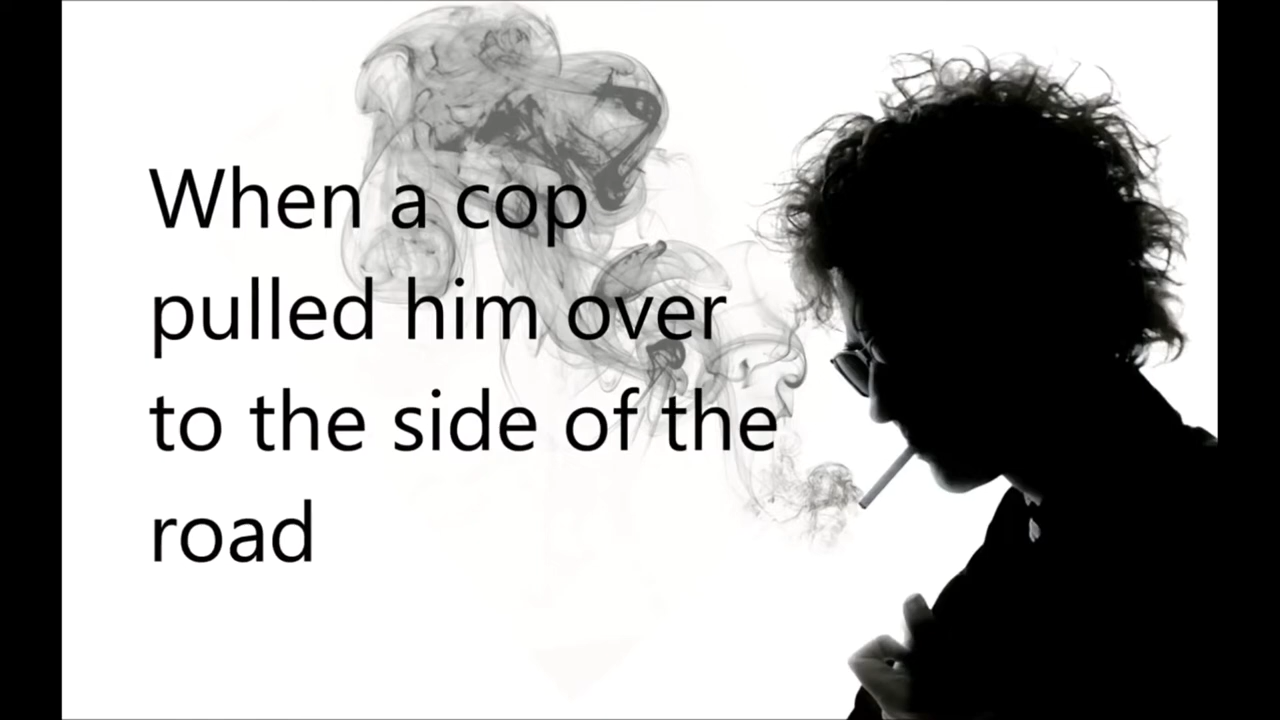 When a cop
pulled him over
to the side of the
road